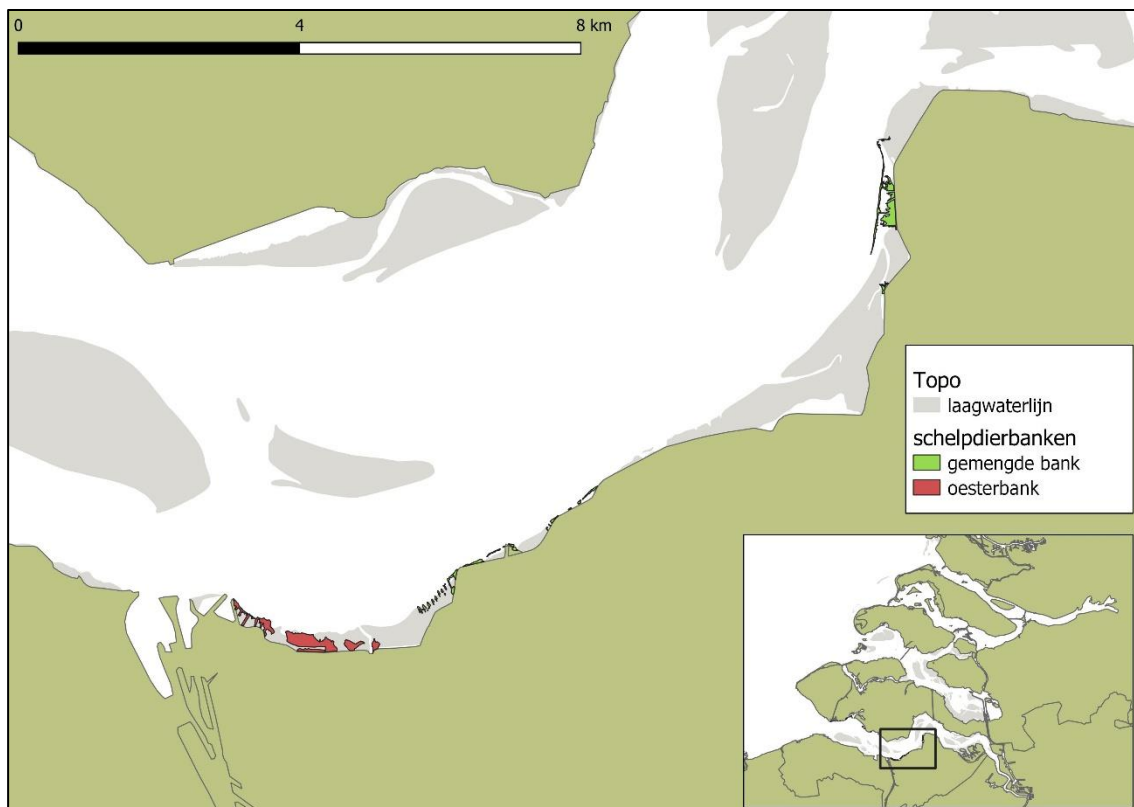 0 4 8 km
Topo
laagwaterlijn
schelpdierbanken
gemengde bank
oesterbank